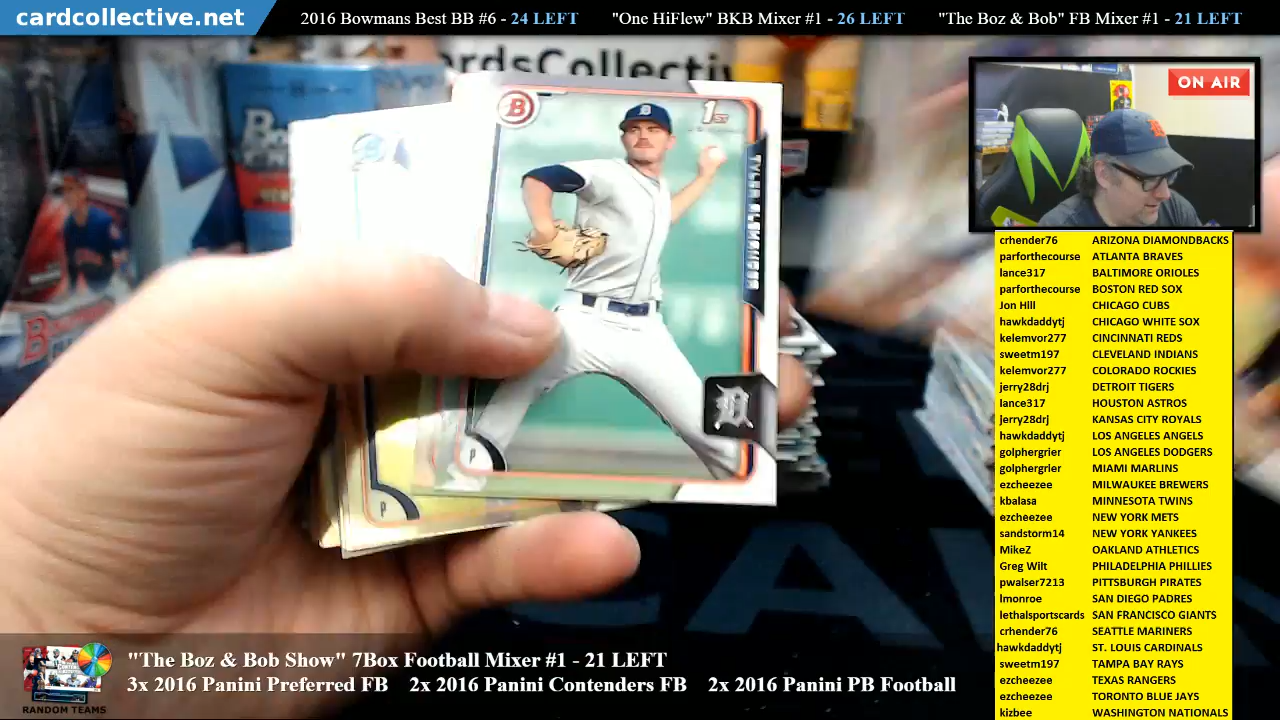 cardcollective.net
2016 Bowmans Best BB #6 - 24 LEFT
"One HiFlew" BKB Mixer #1 - 26 LEFT
"The Boz & Bob" FB Mixer #1 - 21 LEFT
ON AIR
B
1ST
D
P
P
crhender76 ARIZONA DIAMONDBACKS
parforthecourse ATLANTA BRAVES
lance317 BALTIMORE ORIOLES
parforthecourse BOSTON RED SOX
Jon Hill CHICAGO CUBS
hawkdaddytj CHICAGO WHITE SOX
kelemvor277 CINCINNATI REDS
sweetm197 CLEVELAND INDIANS
kelemvor277 COLORADO ROCKIES
jerry28drj DETROIT TIGERS
lance317 HOUSTON ASTROS
jerry28drj KANSAS CITY ROYALS
hawkdaddytj LOS ANGELES ANGELS
golphergrier LOS ANGELES DODGERS
golphergrier MIAMI MARLINS
ezcheezee MILWAUKEE BREWERS
kbalasa MINNESOTA TWINS
ezcheezee NEW YORK METS
sandstorm14 NEW YORK YANKEES
MikeZ OAKLAND ATHLETICS
Greg Wilt PHILADELPHIA PHILLIES
pwalser7213 PITTSBURGH PIRATES
lmonroe SAN DIEGO PADRES
lethalsportscards SAN FRANCISCO GIANTS
crhender76 SEATTLE MARINERS
hawkdaddytj ST. LOUIS CARDINALS
sweetm197 TAMPA BAY RAYS
ezcheezee TEXAS RANGERS
ezcheezee TORONTO BLUE JAYS
kizbee WASHINGTON NATIONALS
"The Boz & Bob Show" 7Box Football Mixer #1 - 21 LEFT
3x 2016 Panini Preferred FB 2x 2016 Panini Contenders FB 2x 2016 Panini PB Football
RANDOM TEAMS